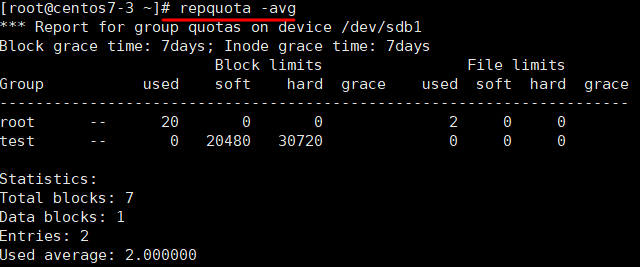 [root@centos7-3 ~]# repquota -avg
*** Report for group quotas on device /dev/sdb1
Block grace time: 7days; Inode grace time: 7days
                        Block limits                File limits
Group           used    soft    hard  grace    used  soft  hard  grace
----------------------------------------------------------------------
root      --      20       0       0              2     0     0
test      --       0   20480   30720              0     0     0

Statistics:
Total blocks: 7
Data blocks: 1
Entries: 2
Used average: 2.000000